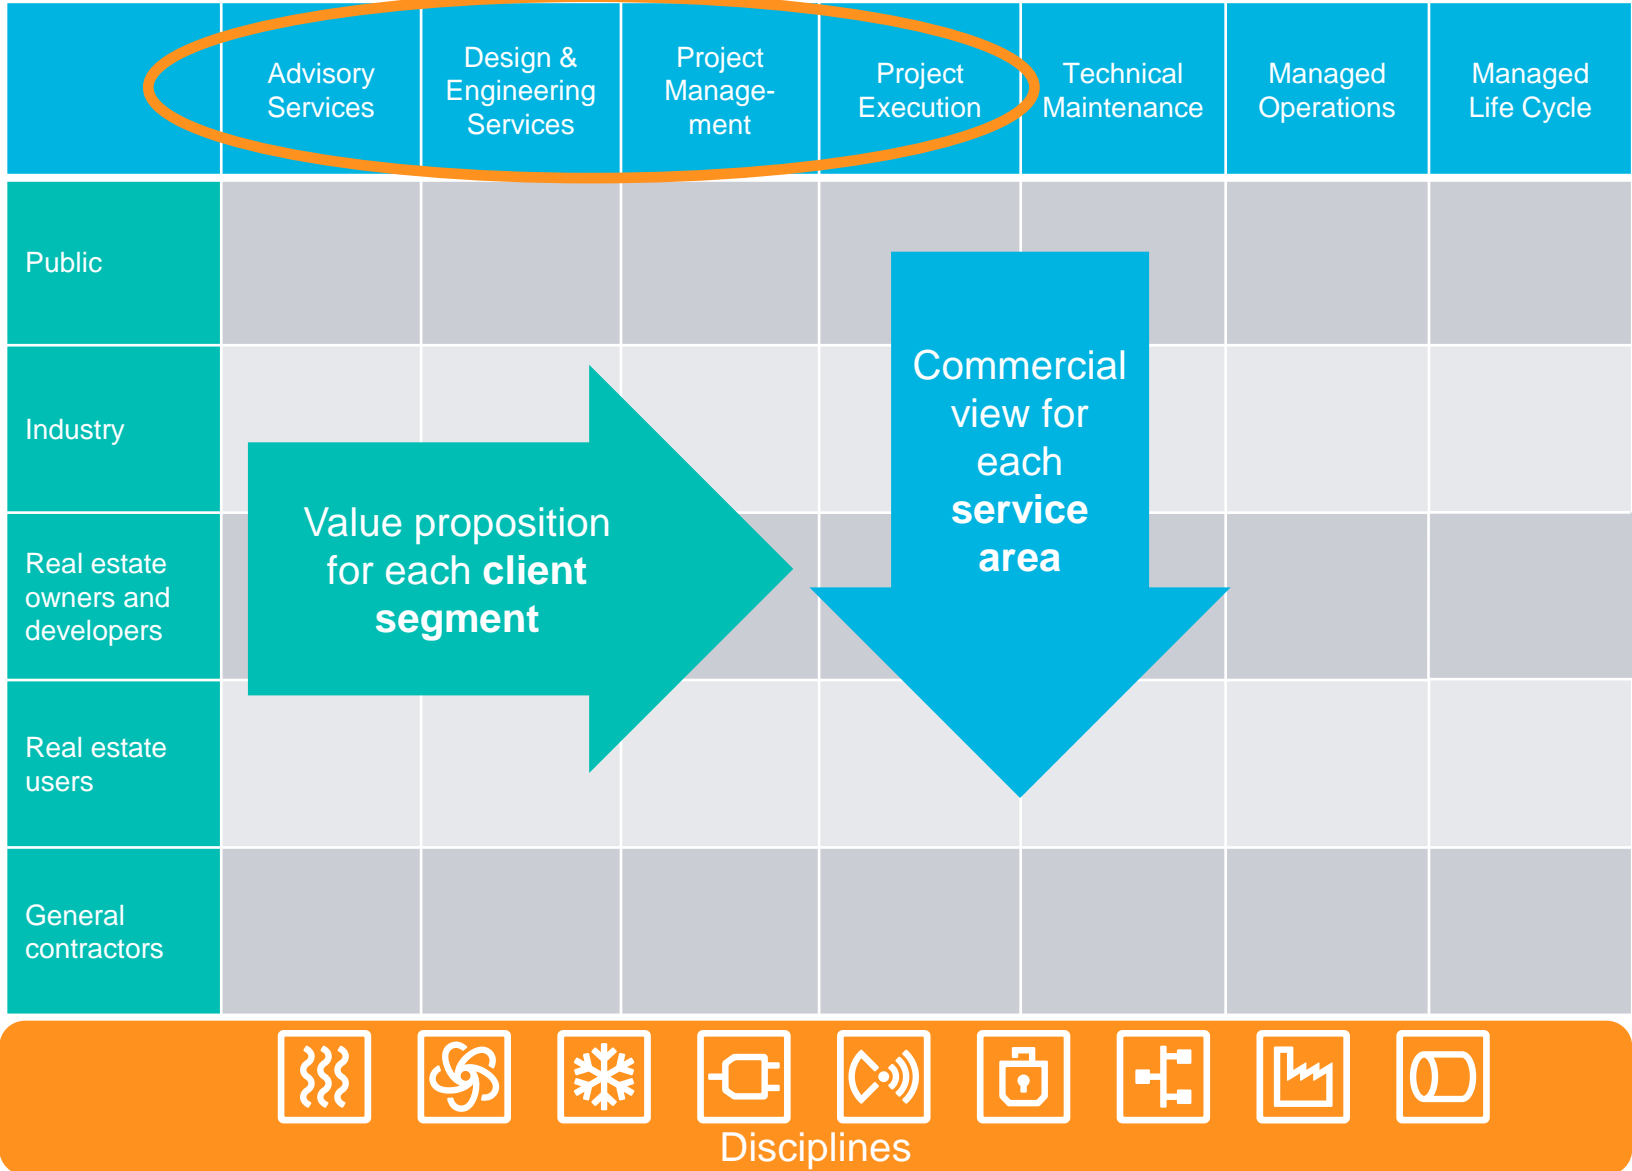 Advisory
Services
Design &
Engineering
Services
Project
Manage-
ment
Project
Execution
Technical
Maintenance
Managed
Operations
Managed
Life Cycle
Public
Industry
Real estate
owners and
developers
Real estate
users
General
contractors
Value proposition
for each client
segment
Commercial
view for
each
service
area
Disciplines